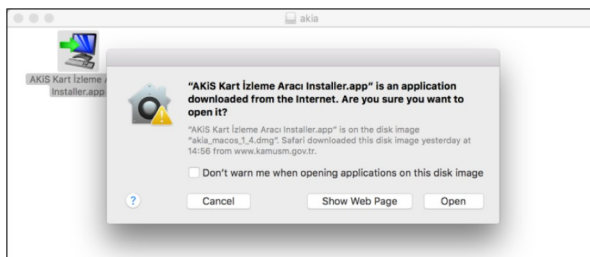 akia
AKiS Kart İzleme
Installer.app
“AKiS Kart İzleme Aracı Installer.app” is an application
downloaded from the Internet. Are you sure you want to
open it?
“AKiS Kart İzleme Aracı Installer.app” is on the disk image
“akia_macos_1_4.dmg”. Safari downloaded this disk image yesterday at
14:56 from www.kamusm.gov.tr.
Don't warn me when opening applications on this disk image
?
Cancel
Show Web Page
Open